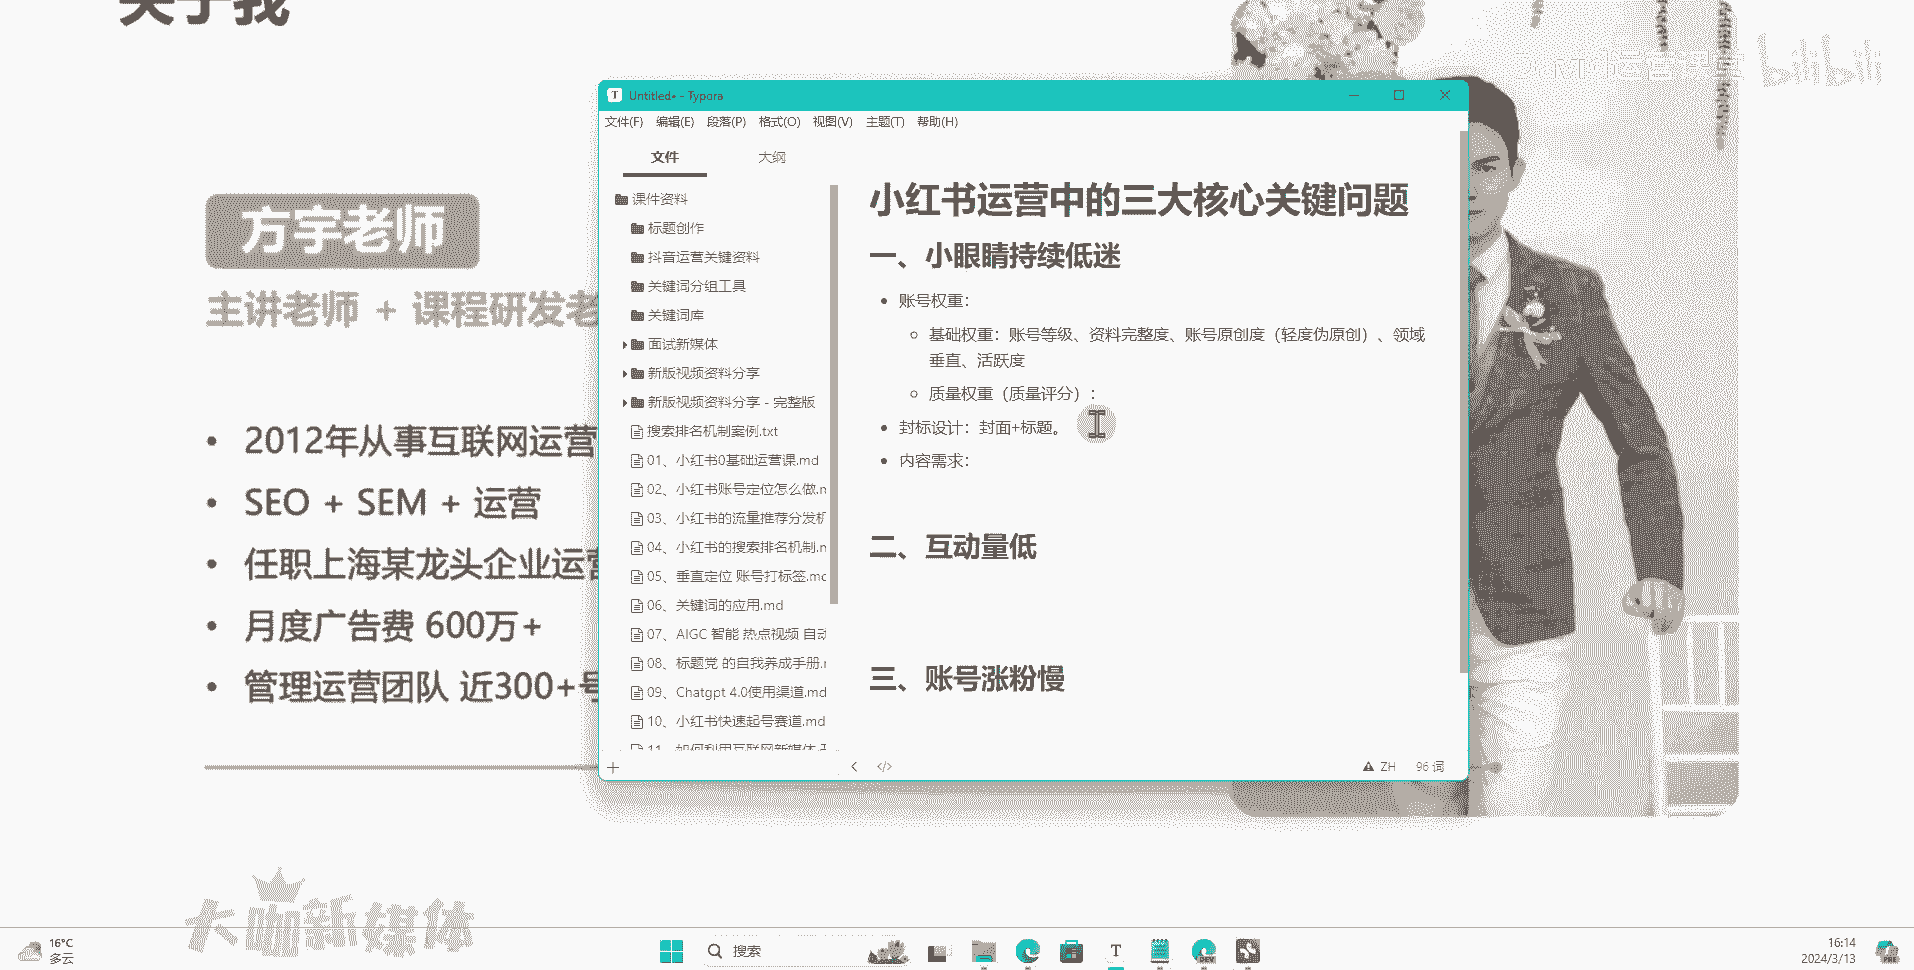 关于我
bilibili
方宇老师
主讲老师 + 课程研发老
2012年从事互联网运营
SEO + SEM + 运营
任职上海某龙头企业运营
月度广告费 600万+
管理运营团队 近300+号
大咖新媒体
Untitled• - Typora
文件(F) 编辑(E) 段落(P) 格式(O) 视图(V) 主题(T) 帮助(H)
文件 大纲
课件资料
标题创作
抖音运营关键资料
关键词分组工具
关键词库
面试新媒体
新版视频资料分享
新版视频资料分享 - 完整版
搜索排名机制案例.txt
01、小红书0基础运营课.md
02、小红书账号定位怎么做.m
03、小红书的流量推荐分发机
04、小红书的搜索排名机制.m
05、垂直定位 账号打标签.md
06、关键词的应用.md
07、AIGC 智能 热点视频 自动
08、标题党 的自我养成手册.m
09、Chatgpt 4.0使用渠道.md
10、小红书快速起号赛道.md
11、如何利用互联网新媒体
小红书运营中的三大核心关键问题
一、小眼睛持续低迷
账号权重：
基础权重：账号等级、资料完整度、账号原创度（轻度伪原创）、领域
垂直、活跃度
质量权重（质量评分）：
封标设计：封面+标题。
内容需求：
二、互动量低
三、账号涨粉慢
ZH 96 词
16°C
多云
搜索
16:14
2024/3/13